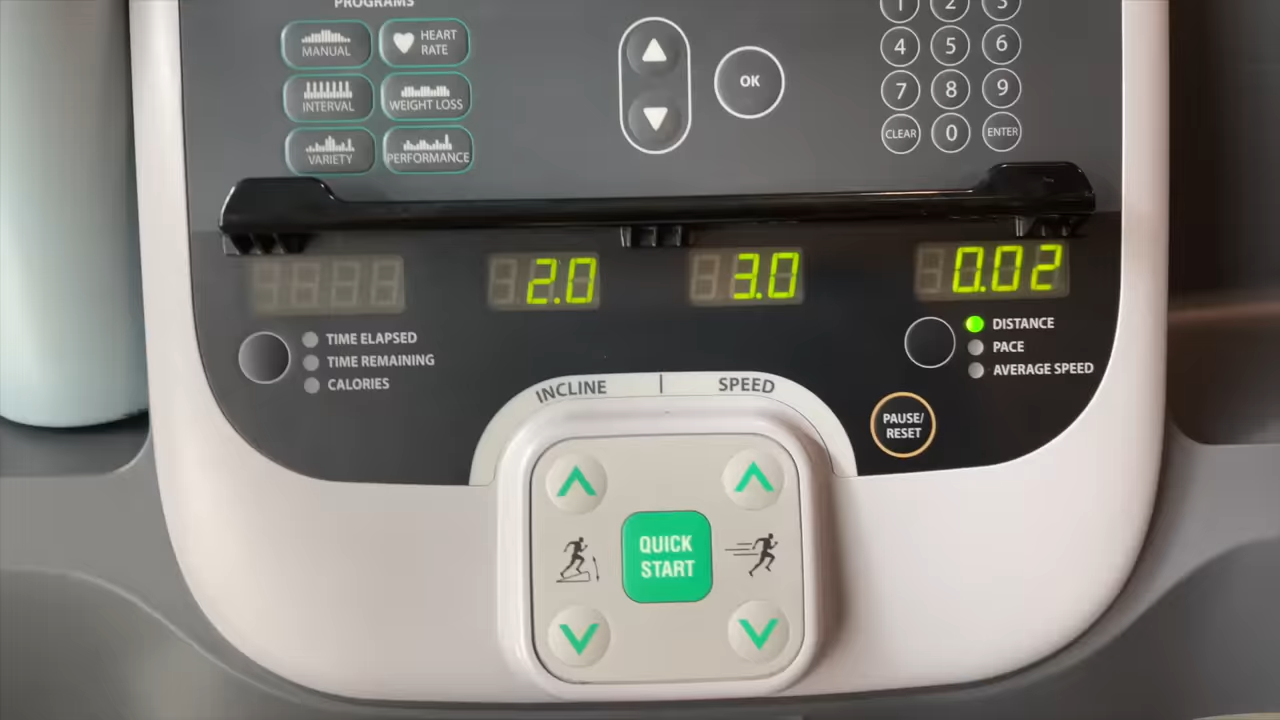 PROGRAMS
MANUAL
HEART
RATE
INTERVAL
WEIGHT LOSS
VARIETY
PERFORMANCE
OK
1 2 3
4 5 6
7 8 9
CLEAR 0 ENTER
2.0
3.0
0.02
TIME ELAPSED
TIME REMAINING
CALORIES
DISTANCE
PACE
AVERAGE SPEED
INCLINE | SPEED
PAUSE/
RESET
QUICK
START